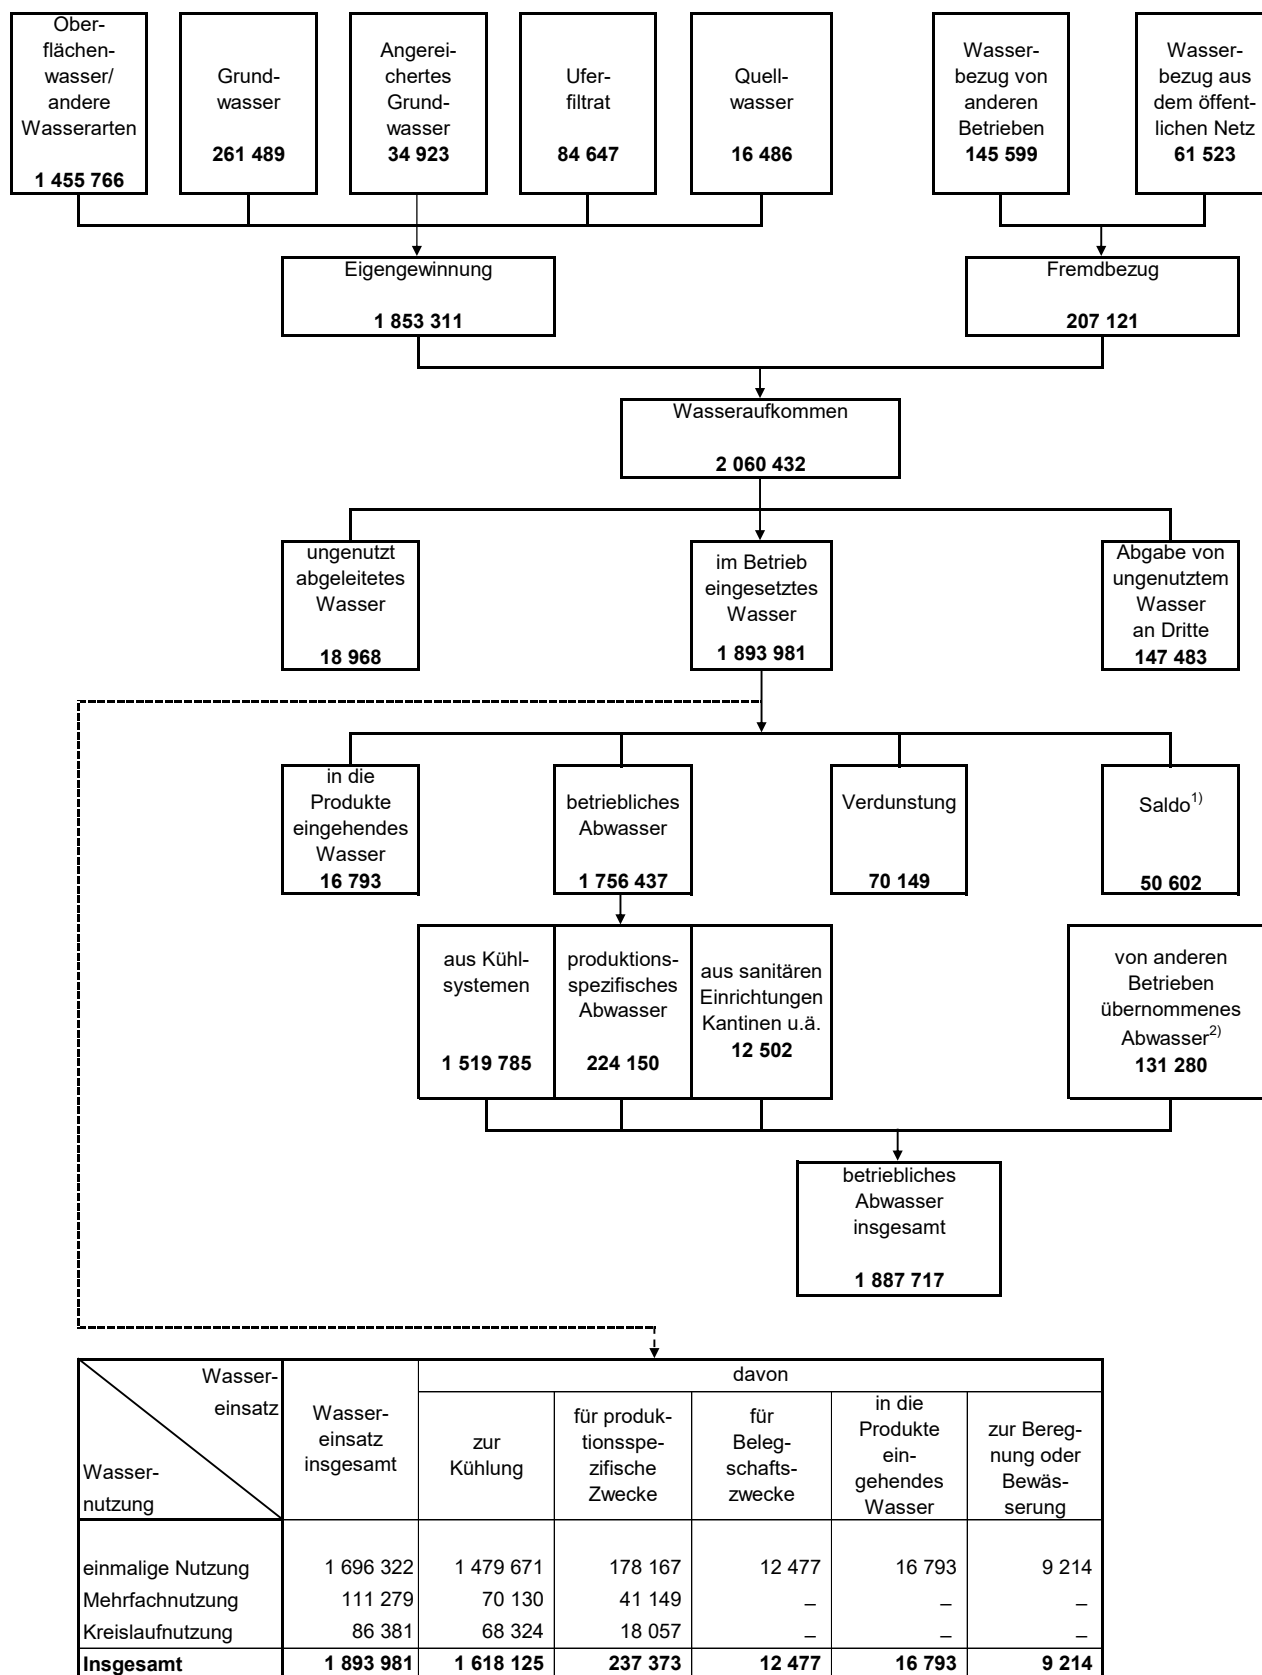 Ober-
flächen-
wasser/
andere
Wasserarten
1 455 766
Grund-
wasser
261 489
Angerei-
chertes
Grund-
wasser
34 923
Ufer-
filtrat
84 647
Quell-
wasser
16 486
Wasser-
bezug von
anderen
Betrieben
145 599
Wasser-
bezug aus
dem öffent-
lichen Netz
61 523
Eigengewinnung
1 853 311
Fremdbezug
207 121
Wasseraufkommen
2 060 432
ungenutzt
abgeleitetes
Wasser
18 968
im Betrieb
eingesetztes
Wasser
1 893 981
Abgabe von
ungenutztem
Wasser
an Dritte
147 483
in die
Produkte
eingehendes
Wasser
16 793
betriebliches
Abwasser
1 756 437
Verdunstung
70 149
Saldo1)
50 602
aus Kühl-
systemen
1 519 785
produktions-
spezifisches
Abwasser
224 150
aus sanitären
Einrichtungen
Kantinen u.ä.
12 502
von anderen
Betrieben
übernommenes
Abwasser2)
131 280
betriebliches
Abwasser
insgesamt
1 887 717
Wasser-
einsatz
Wasser-
nutzung
Wasser-
einsatz
insgesamt
davon
zur
Kühlung
für produk-
tionsspe-
zifische
Zwecke
für
Beleg-
schafts-
zwecke
in die
Produkte
ein-
gehendes
Wasser
zur Bereg-
nung oder
Bewäs-
serung
einmalige Nutzung 1 696 322 1 479 671 178 167 12 477 16 793 9 214
Mehrfachnutzung 111 279 70 130 41 149 – – –
Kreislaufnutzung 86 381 68 324 18 057 – – –
Insgesamt 1 893 981 1 618 125 237 373 12 477 16 793 9 214